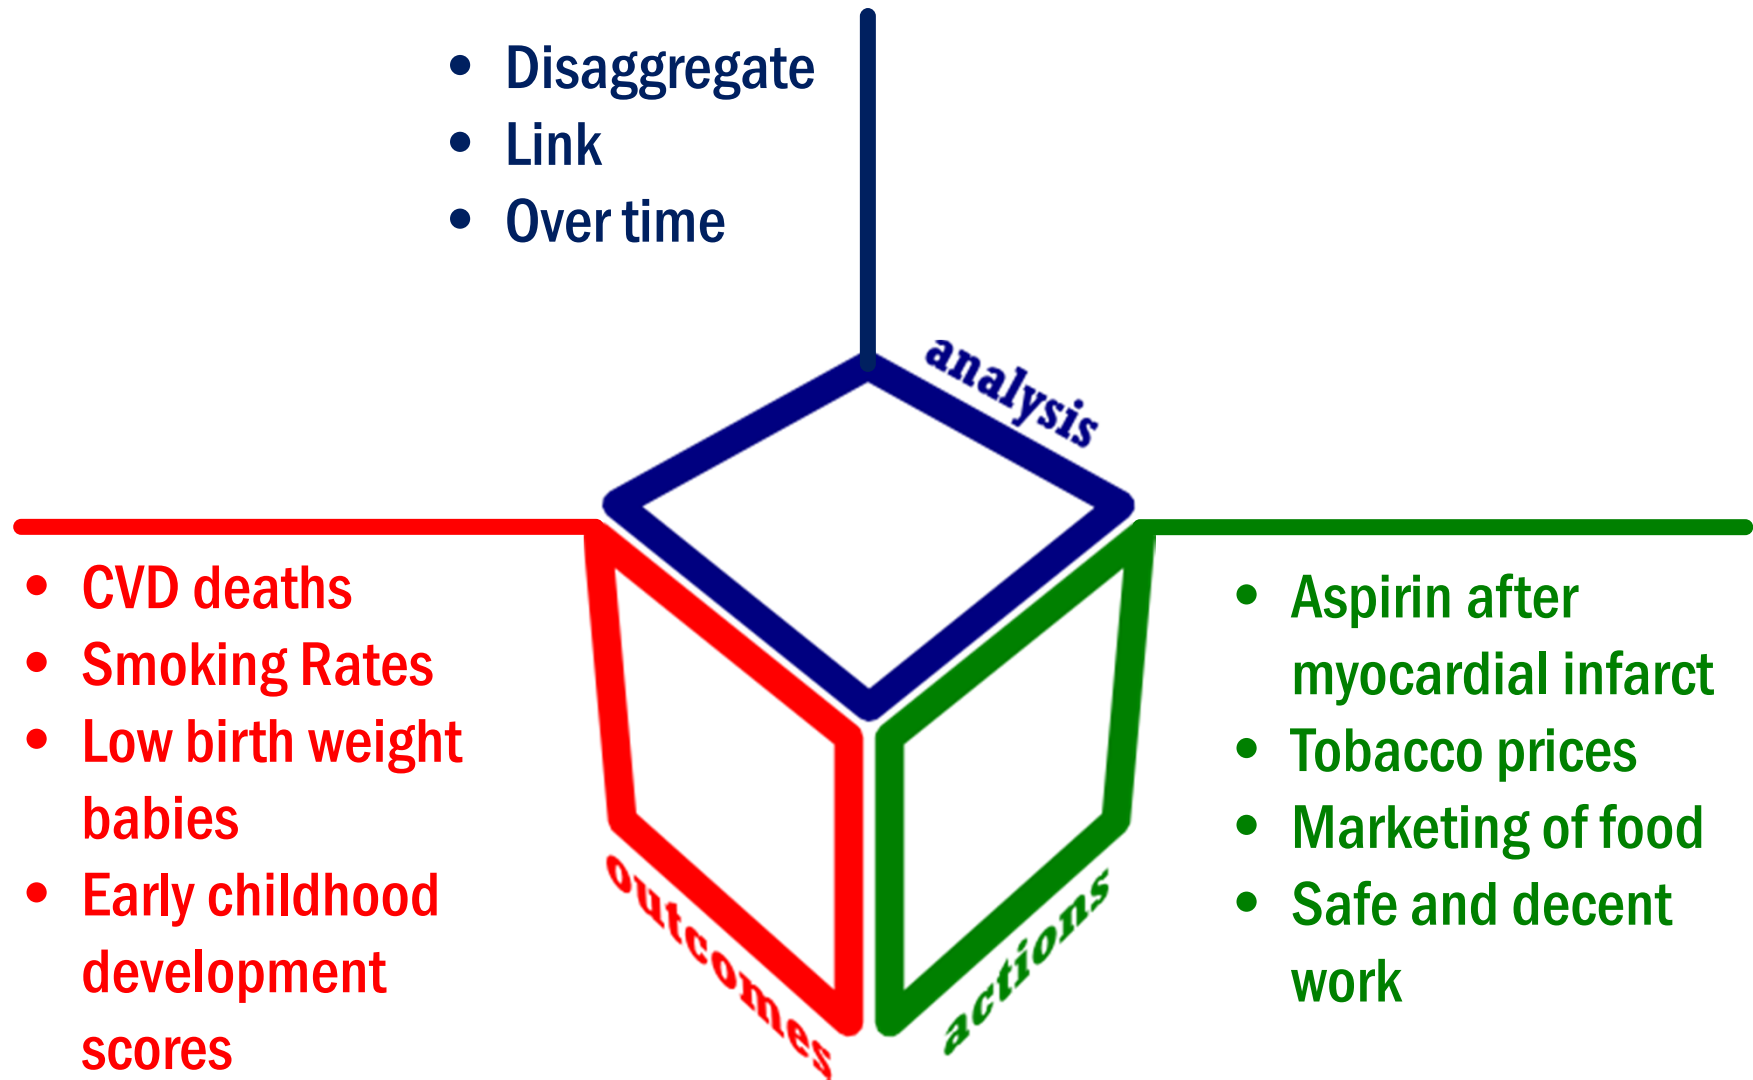 • Disaggregate
• Link
• Over time
analysis
• CVD deaths
• Smoking Rates
• Low birth weight
babies
• Early childhood
development
scores
outcomes
actions
• Aspirin after
myocardial infarct
• Tobacco prices
• Marketing of food
• Safe and decent
work